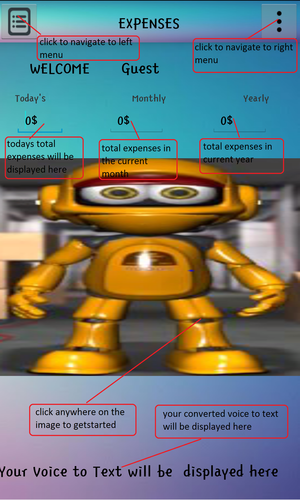 EXPENSES
click to navigate to left
menu
click to navigate to right
menu
WELCOME Guest
Today's Monthly Yearly
0$ 0$ 0$
todays total
expenses will be
displayed here
total expenses in
the current
month
total expenses in
current year
click anywhere on the
image to getstarted
your converted voice to text
will be displayed here
Your Voice to Text will be displayed here